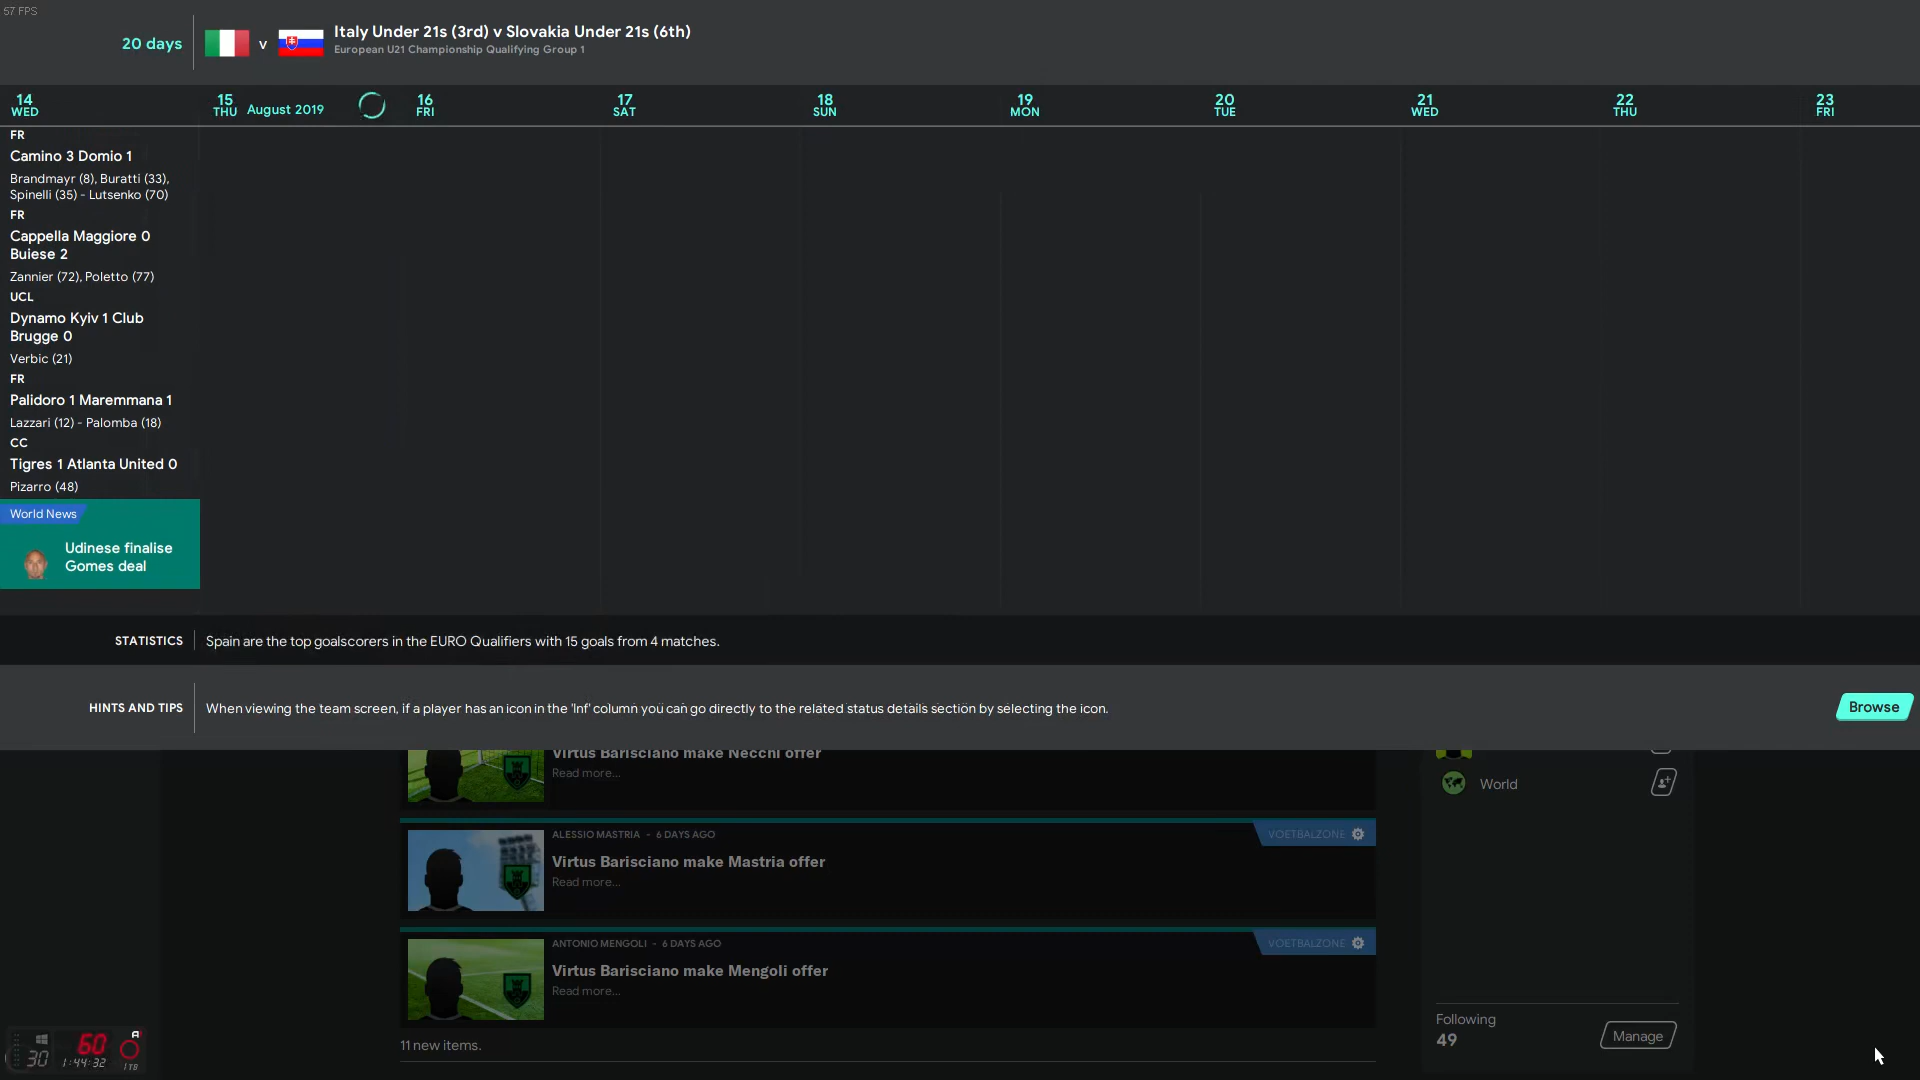 57 FPS
20 days
v
Italy Under 21s (3rd) v Slovakia Under 21s (6th)
European U21 Championship Qualifying Group 1
14
WED
15
THU
August 2019
16
FRI
17
SAT
18
SUN
19
MON
20
TUE
21
WED
22
THU
23
FRI
FR
Camino 3 Domio 1
Brandmayr (8), Buratti (33),
Spinelli (35) - Lutsenko (70)
FR
Cappella Maggiore 0
Buiese 2
Zannier (72), Poletto (77)
UCL
Dynamo Kyiv 1 Club
Brugge 0
Verbic (21)
FR
Palidoro 1 Maremmana 1
Lazzari (12) - Palomba (18)
CC
Tigres 1 Atlanta United 0
Pizarro (48)
World News
Udinese finalise
Gomes deal
STATISTICS
Spain are the top goalscorers in the EURO Qualifiers with 15 goals from 4 matches.
HINTS AND TIPS
When viewing the team screen, if a player has an icon in the 'Inf' column you can go directly to the related status details section by selecting the icon.
Browse
Virtus Barisciano make Necchi offer
Read more...
World
ALESSIO MASTRIA - 6 DAYS AGO
VOETBALZONE
Virtus Barisciano make Mastria offer
Read more...
ANTONIO MENGOLI - 6 DAYS AGO
VOETBALZONE
Virtus Barisciano make Mengoli offer
Read more...
11 new items.
Following
49
Manage
30
60
1:44:32
A
1TB